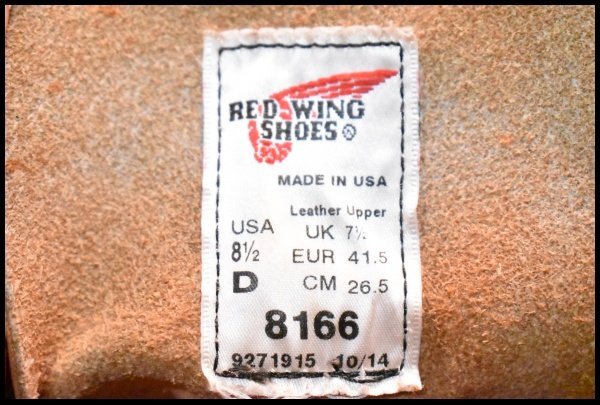 RED WING
SHOES®
MADE IN USA
Leather Upper
USA UK 7½
8½ EUR 41.5
D CM 26.5
8166
9271915 10/14